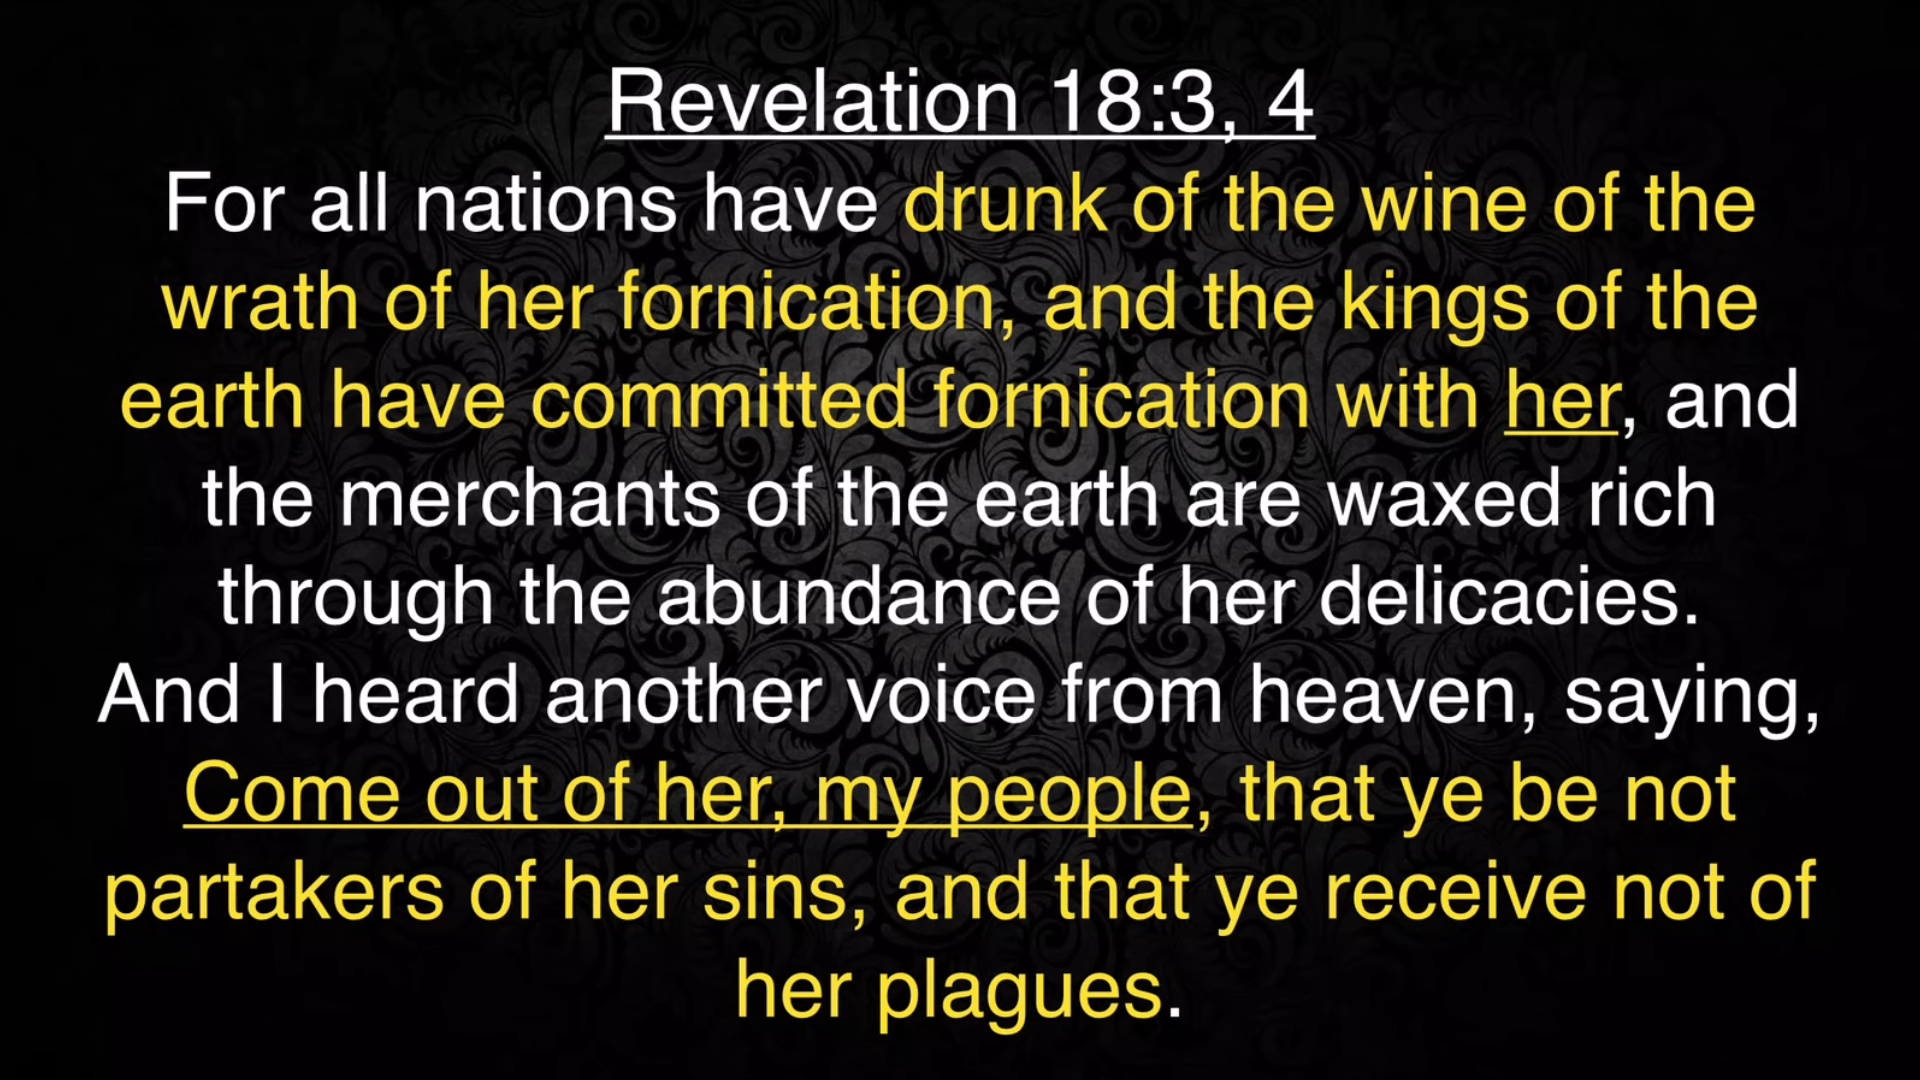 Revelation 18:3, 4
For all nations have drunk of the wine of the
wrath of her fornication, and the kings of the
earth have committed fornication with her, and
the merchants of the earth are waxed rich
through the abundance of her delicacies.
And I heard another voice from heaven, saying,
Come out of her, my people, that ye be not
partakers of her sins, and that ye receive not of
her plagues.